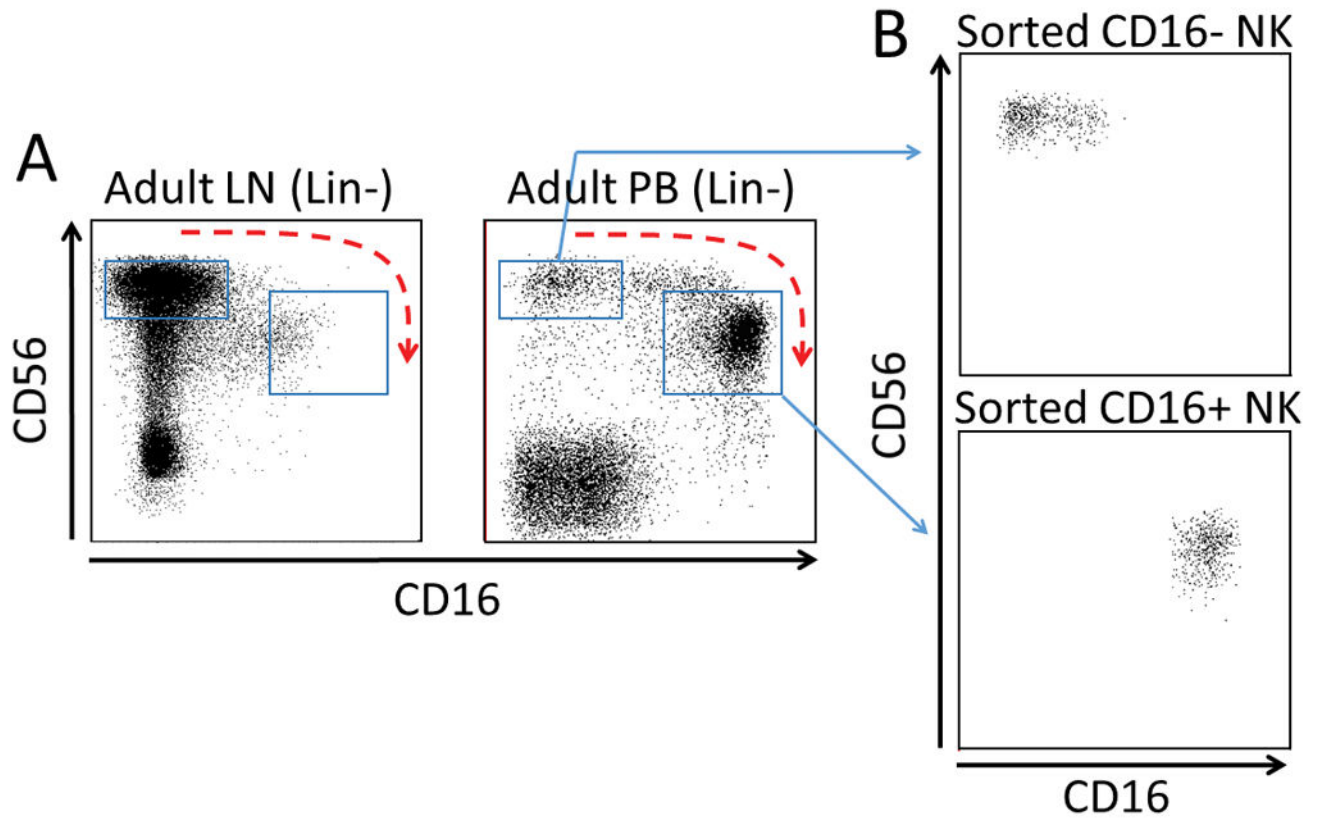 A
Adult LN (Lin-)
Adult PB (Lin-)
CD56
CD16
B
Sorted CD16- NK
CD56
Sorted CD16+ NK
CD16